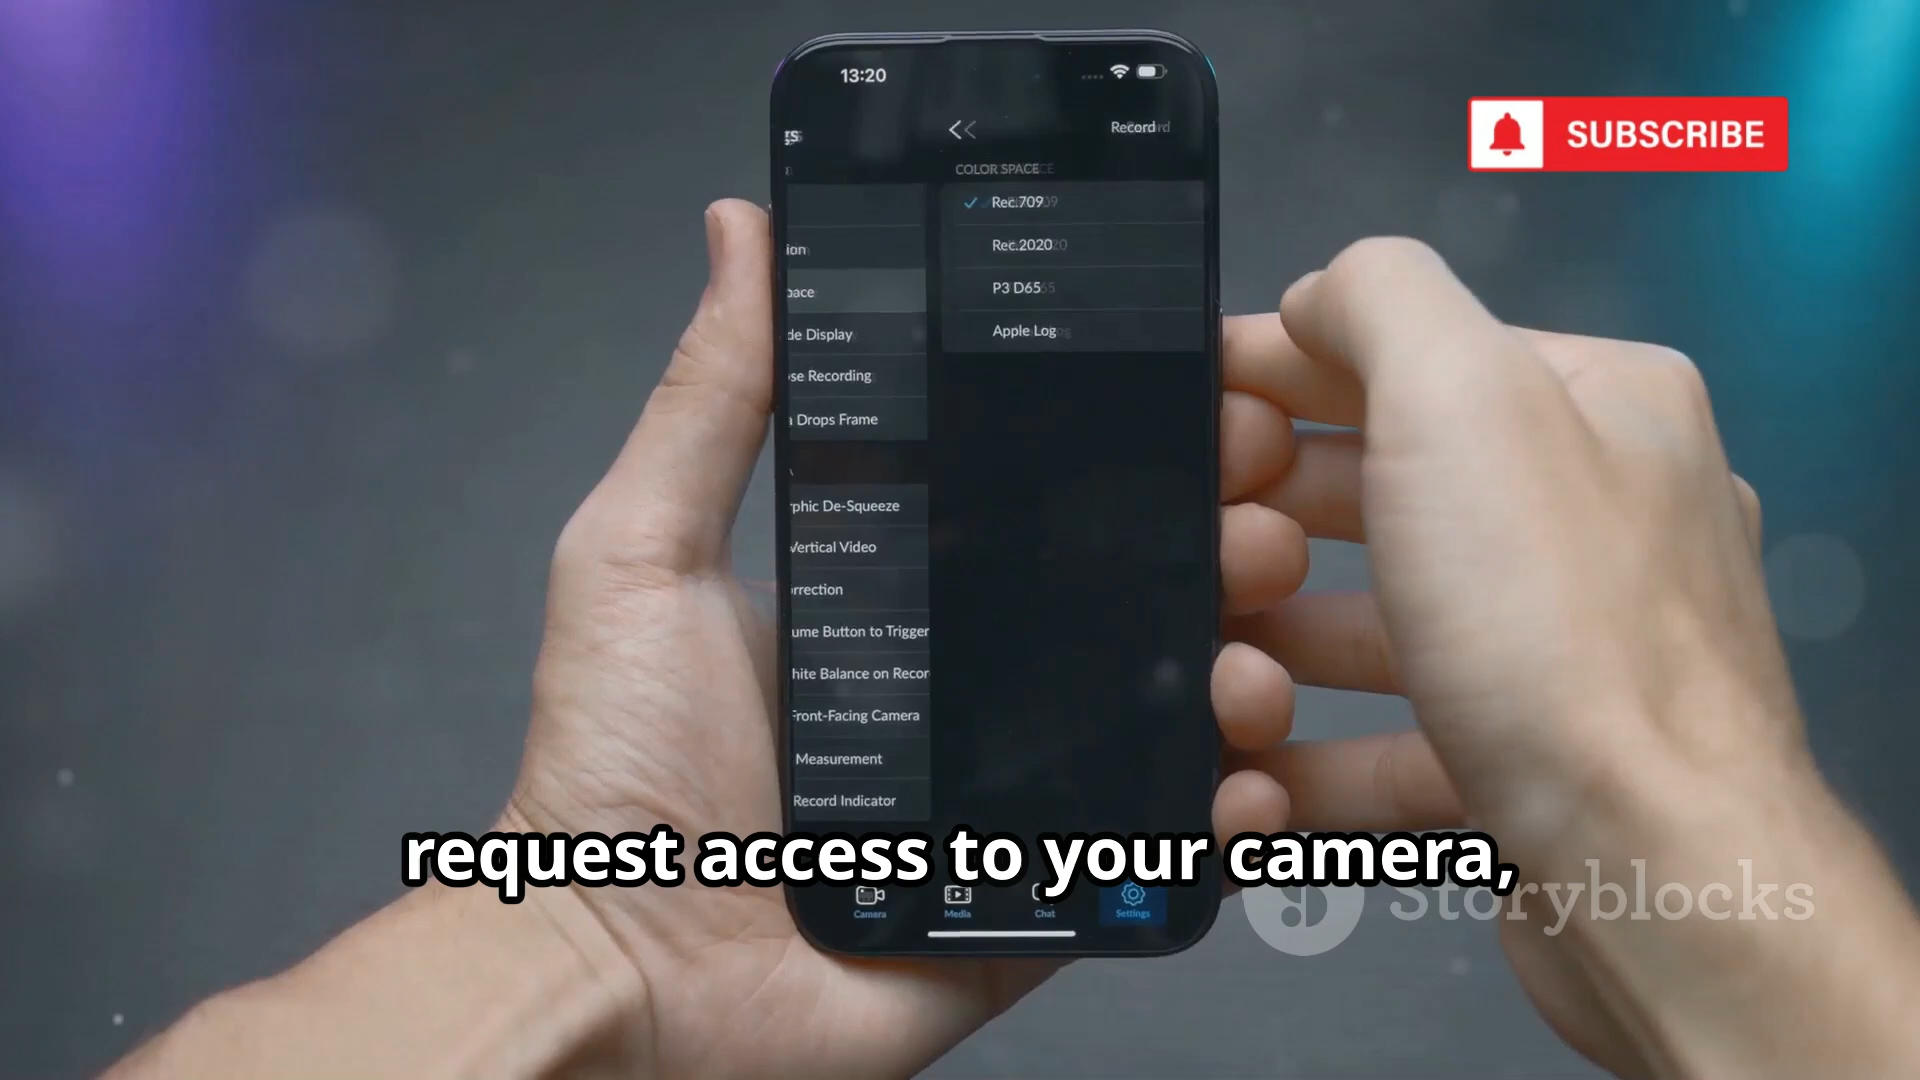 13:20
SUBSCRIBE
Record
COLOR SPACE
Rec.709
Rec.2020
P3 D65
Apple Log
ion
pace
de Display
se Recording
Drops Frame
phic De-Squeeze
Vertical Video
rrection
ume Button to Trigger
hite Balance on Recor
Front-Facing Camera
Measurement
Record Indicator
request access to your camera,
Storyblocks
Camera
Media
Chat
Settings